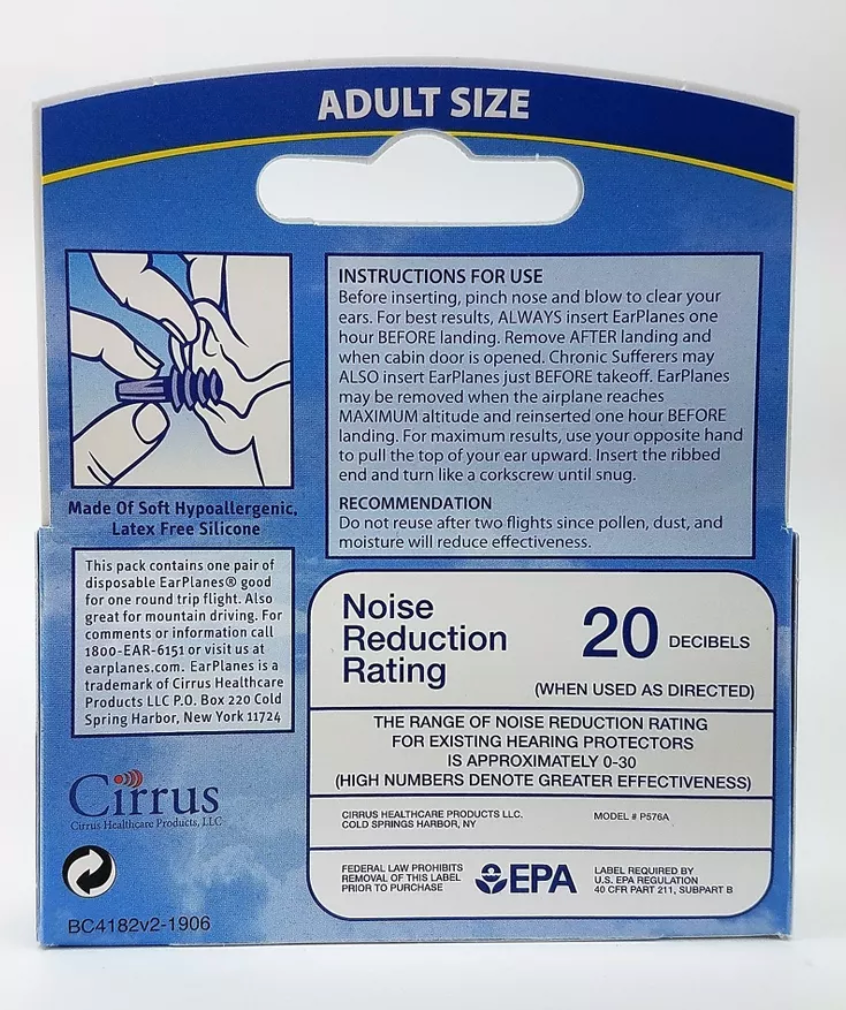 ADULT SIZE
INSTRUCTIONS FOR USE
Before inserting, pinch nose and blow to clear your
ears. For best results, ALWAYS insert EarPlanes one
hour BEFORE landing. Remove AFTER landing and
when cabin door is opened. Chronic Sufferers may
ALSO insert EarPlanes just BEFORE takeoff. EarPlanes
may be removed when the airplane reaches
MAXIMUM altitude and reinserted one hour BEFORE
landing. For maximum results, use your opposite hand
to pull the top of your ear upward. Insert the ribbed
end and turn like a corkscrew until snug.
RECOMMENDATION
Do not reuse after two flights since pollen, dust, and
moisture will reduce effectiveness.
Made Of Soft Hypoallergenic,
Latex Free Silicone
This pack contains one pair of
disposable EarPlanes® good
for one round trip flight. Also
great for mountain driving. For
comments or information call
1800-EAR-6151 or visit us at
earplanes.com. EarPlanes is a
trademark of Cirrus Healthcare
Products LLC P.O. Box 220 Cold
Spring Harbor, New York 11724
Noise
Reduction
Rating
20 DECIBELS
(WHEN USED AS DIRECTED)
THE RANGE OF NOISE REDUCTION RATING
FOR EXISTING HEARING PROTECTORS
IS APPROXIMATELY 0-30
(HIGH NUMBERS DENOTE GREATER EFFECTIVENESS)
CIRRUS HEALTHCARE PRODUCTS LLC.
COLD SPRINGS HARBOR, NY
MODEL # P576A
FEDERAL LAW PROHIBITS
REMOVAL OF THIS LABEL
PRIOR TO PURCHASE
EPA
LABEL REQUIRED BY
U.S. EPA REGULATION
40 CFR PART 211, SUBPART B
Cirrus
Cirrus Healthcare Products, LLC
BC4182v2-1906